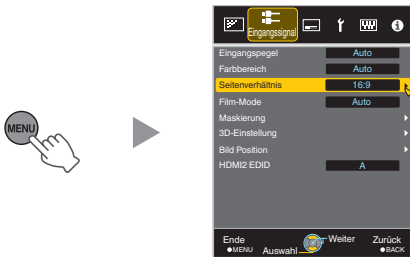 MENU
Eingangssignal
Eingangspegel Auto
Farbbereich Auto
Seitenverhältnis 16:9
Film-Mode Auto
Maskierung
3D-Einstellung
Bild Position
HDMI2 EDID A
Ende Weiter Zurück
●MENU Auswahl ●BACK